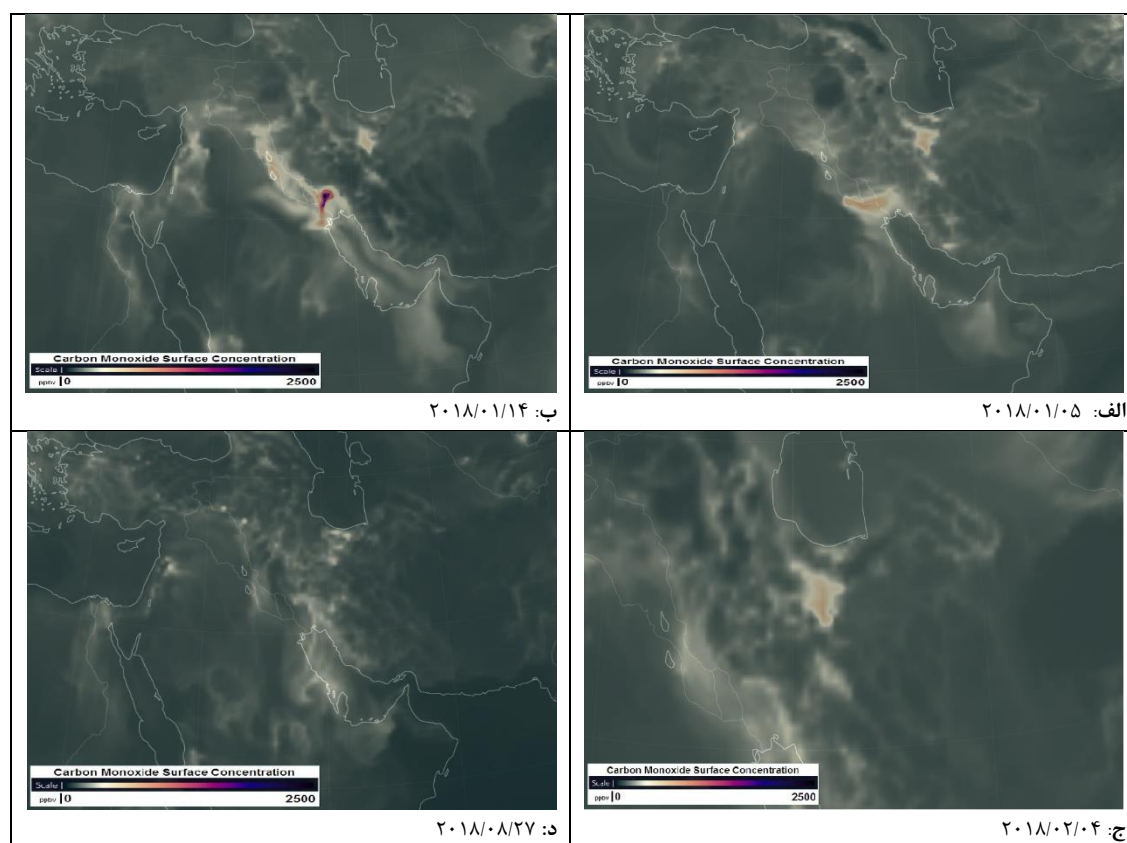 Carbon Monoxide Surface Concentration
Scale
ppbv 0 2500
الف: ۲۰۱۸/۰۱/۰۵
Carbon Monoxide Surface Concentration
Scale
ppbv 0 2500
ب: ۲۰۱۸/۰۱/۱۴
Carbon Monoxide Surface Concentration
Scale
ppbv 0 2500
ج: ۲۰۱۸/۰۲/۰۴
Carbon Monoxide Surface Concentration
Scale
ppbv 0 2500
د: ۲۰۱۸/۰۸/۲۷